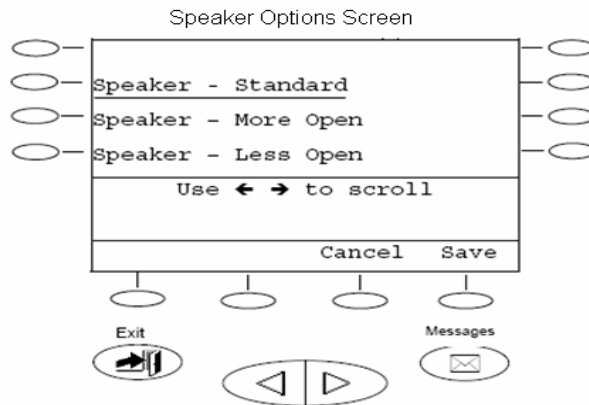 Speaker Options Screen
Speaker - Standard
Speaker - More Open
Speaker - Less Open
Use ← → to scroll
Cancel Save
Exit Messages